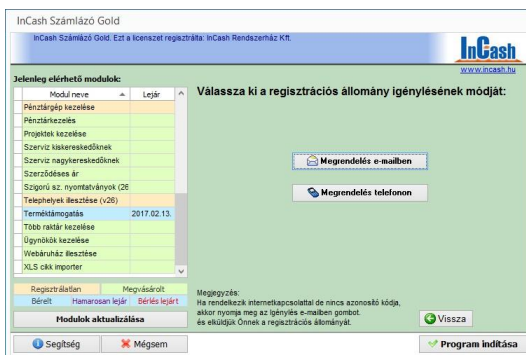 InCash Számlázó Gold
InCash Számlázó Gold. Ezt a licenszet regisztrálta: InCash Rendszerház Kft.
InCash
www.incash.hu
Jelenleg elérhető modulok:
Modul neve Lejár
Pénztárgép kezelése
Pénztárkezelés
Projektek kezelése
Szerviz kiskereskedőknek
Szerviz nagykereskedőknek
Szerződéses ár
Szigorú sz. nyomtatványok (26
Telephelyek illesztése (v26)
Terméktámogatás 2017.02.13.
Több raktár kezelése
Ügynökök kezelése
Webáruház illesztése
XLS cikk importer
Regisztrálatlan Megvásárolt
Bérelt Hamarosan lejár Bérlés lejárt
Modulok aktualizálása
Válassza ki a regisztrációs állomány igénylésének módját:
Megrendelés e-mailben
Megrendelés telefonon
Megjegyzés:
Ha rendelkezik internetkapcsolattal de nincs azonosító kódja,
akkor nyomja meg az Igénylés e-mailben gombot.
és elküldjük Önnek a regisztrációs állományát.
Vissza
Segítség
Mégsem
Program indítása